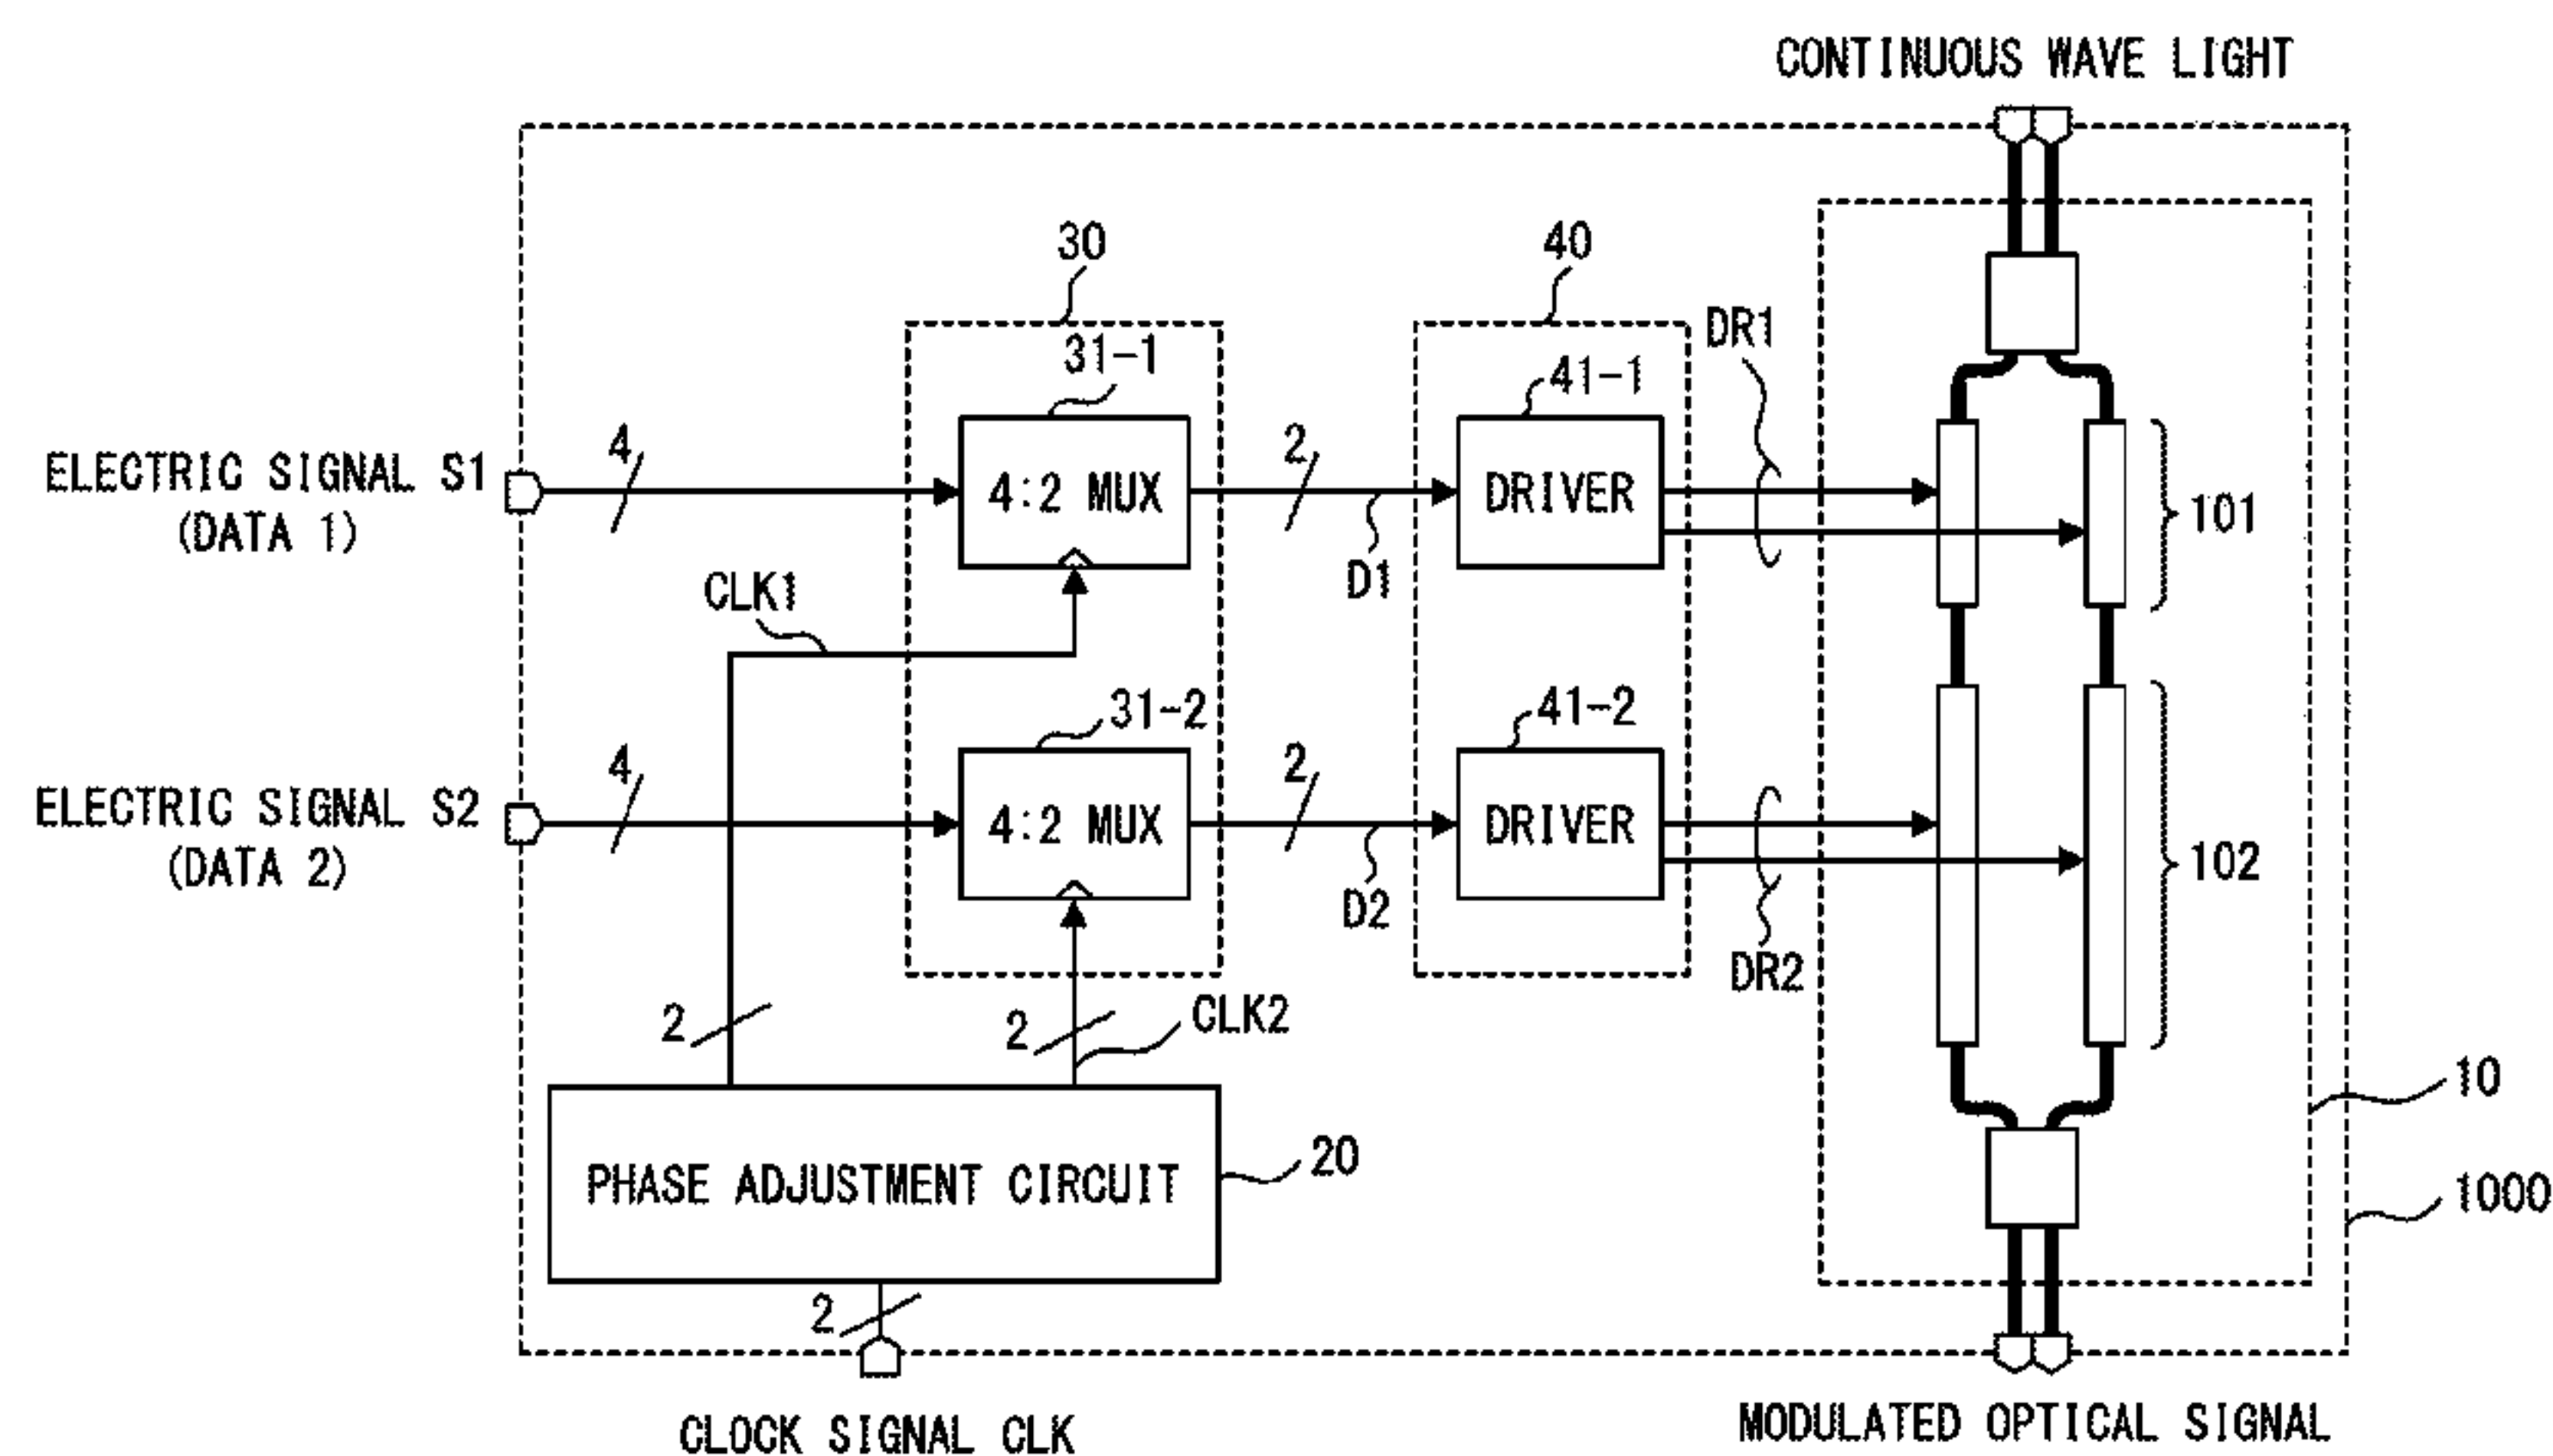 CONTINUOUS WAVE LIGHT
30
40
DR1
31-1
41-1
ELECTRIC SIGNAL S1
(DATA 1)
4
4:2 MUX
2
D1
DRIVER
101
CLK1
31-2
41-2
ELECTRIC SIGNAL S2
(DATA 2)
4
4:2 MUX
2
D2
DRIVER
102
DR2
2
2
CLK2
10
PHASE ADJUSTMENT CIRCUIT
20
1000
2
CLOCK SIGNAL CLK
MODULATED OPTICAL SIGNAL